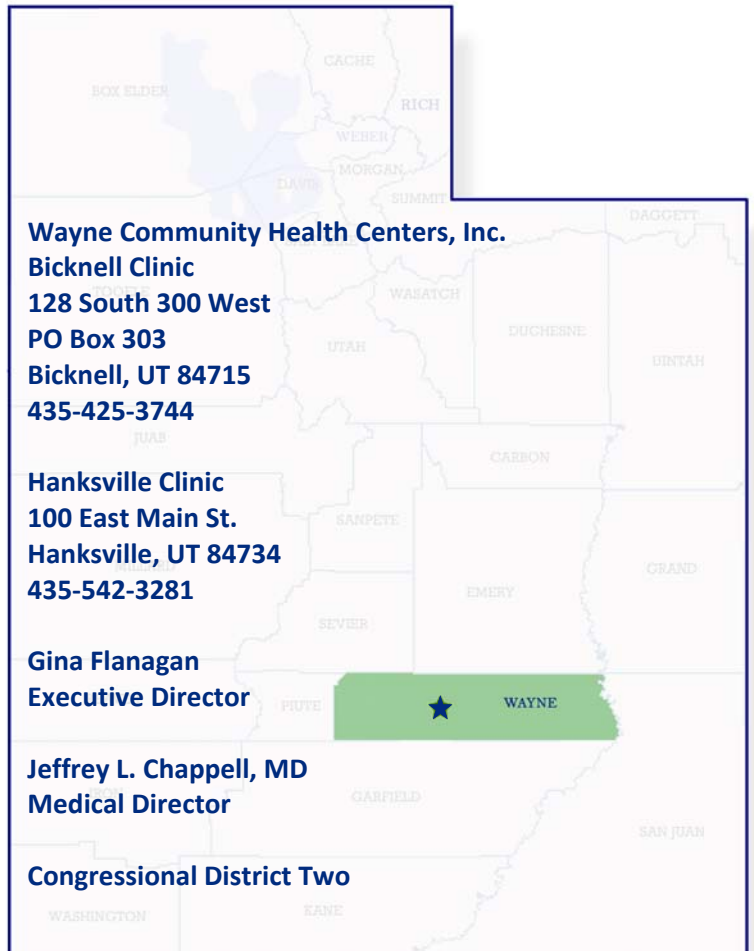 CACHE
BOX ELDER
RICH
WEBER
MORGAN
DAVIS
SUMMIT
DAGGETT
Wayne Community Health Centers, Inc.
Bicknell Clinic
TOOELE
128 South 300 West
WASATCH
PO Box 303
DUCHESNE
UTAH
UINTAH
Bicknell, UT 84715
435-425-3744
JUAB
CARBON
Hanksville Clinic
100 East Main St.
SANPETE
Hanksville, UT 84734
MILLARD
GRAND
435-542-3281
EMERY
SEVIER
Gina Flanagan
Executive Director
PIUTE
WAYNE
Jeffrey L. Chappell, MD
IRON
Medical Director
GARFIELD
SAN JUAN
Congressional District Two
WASHINGTON
KANE